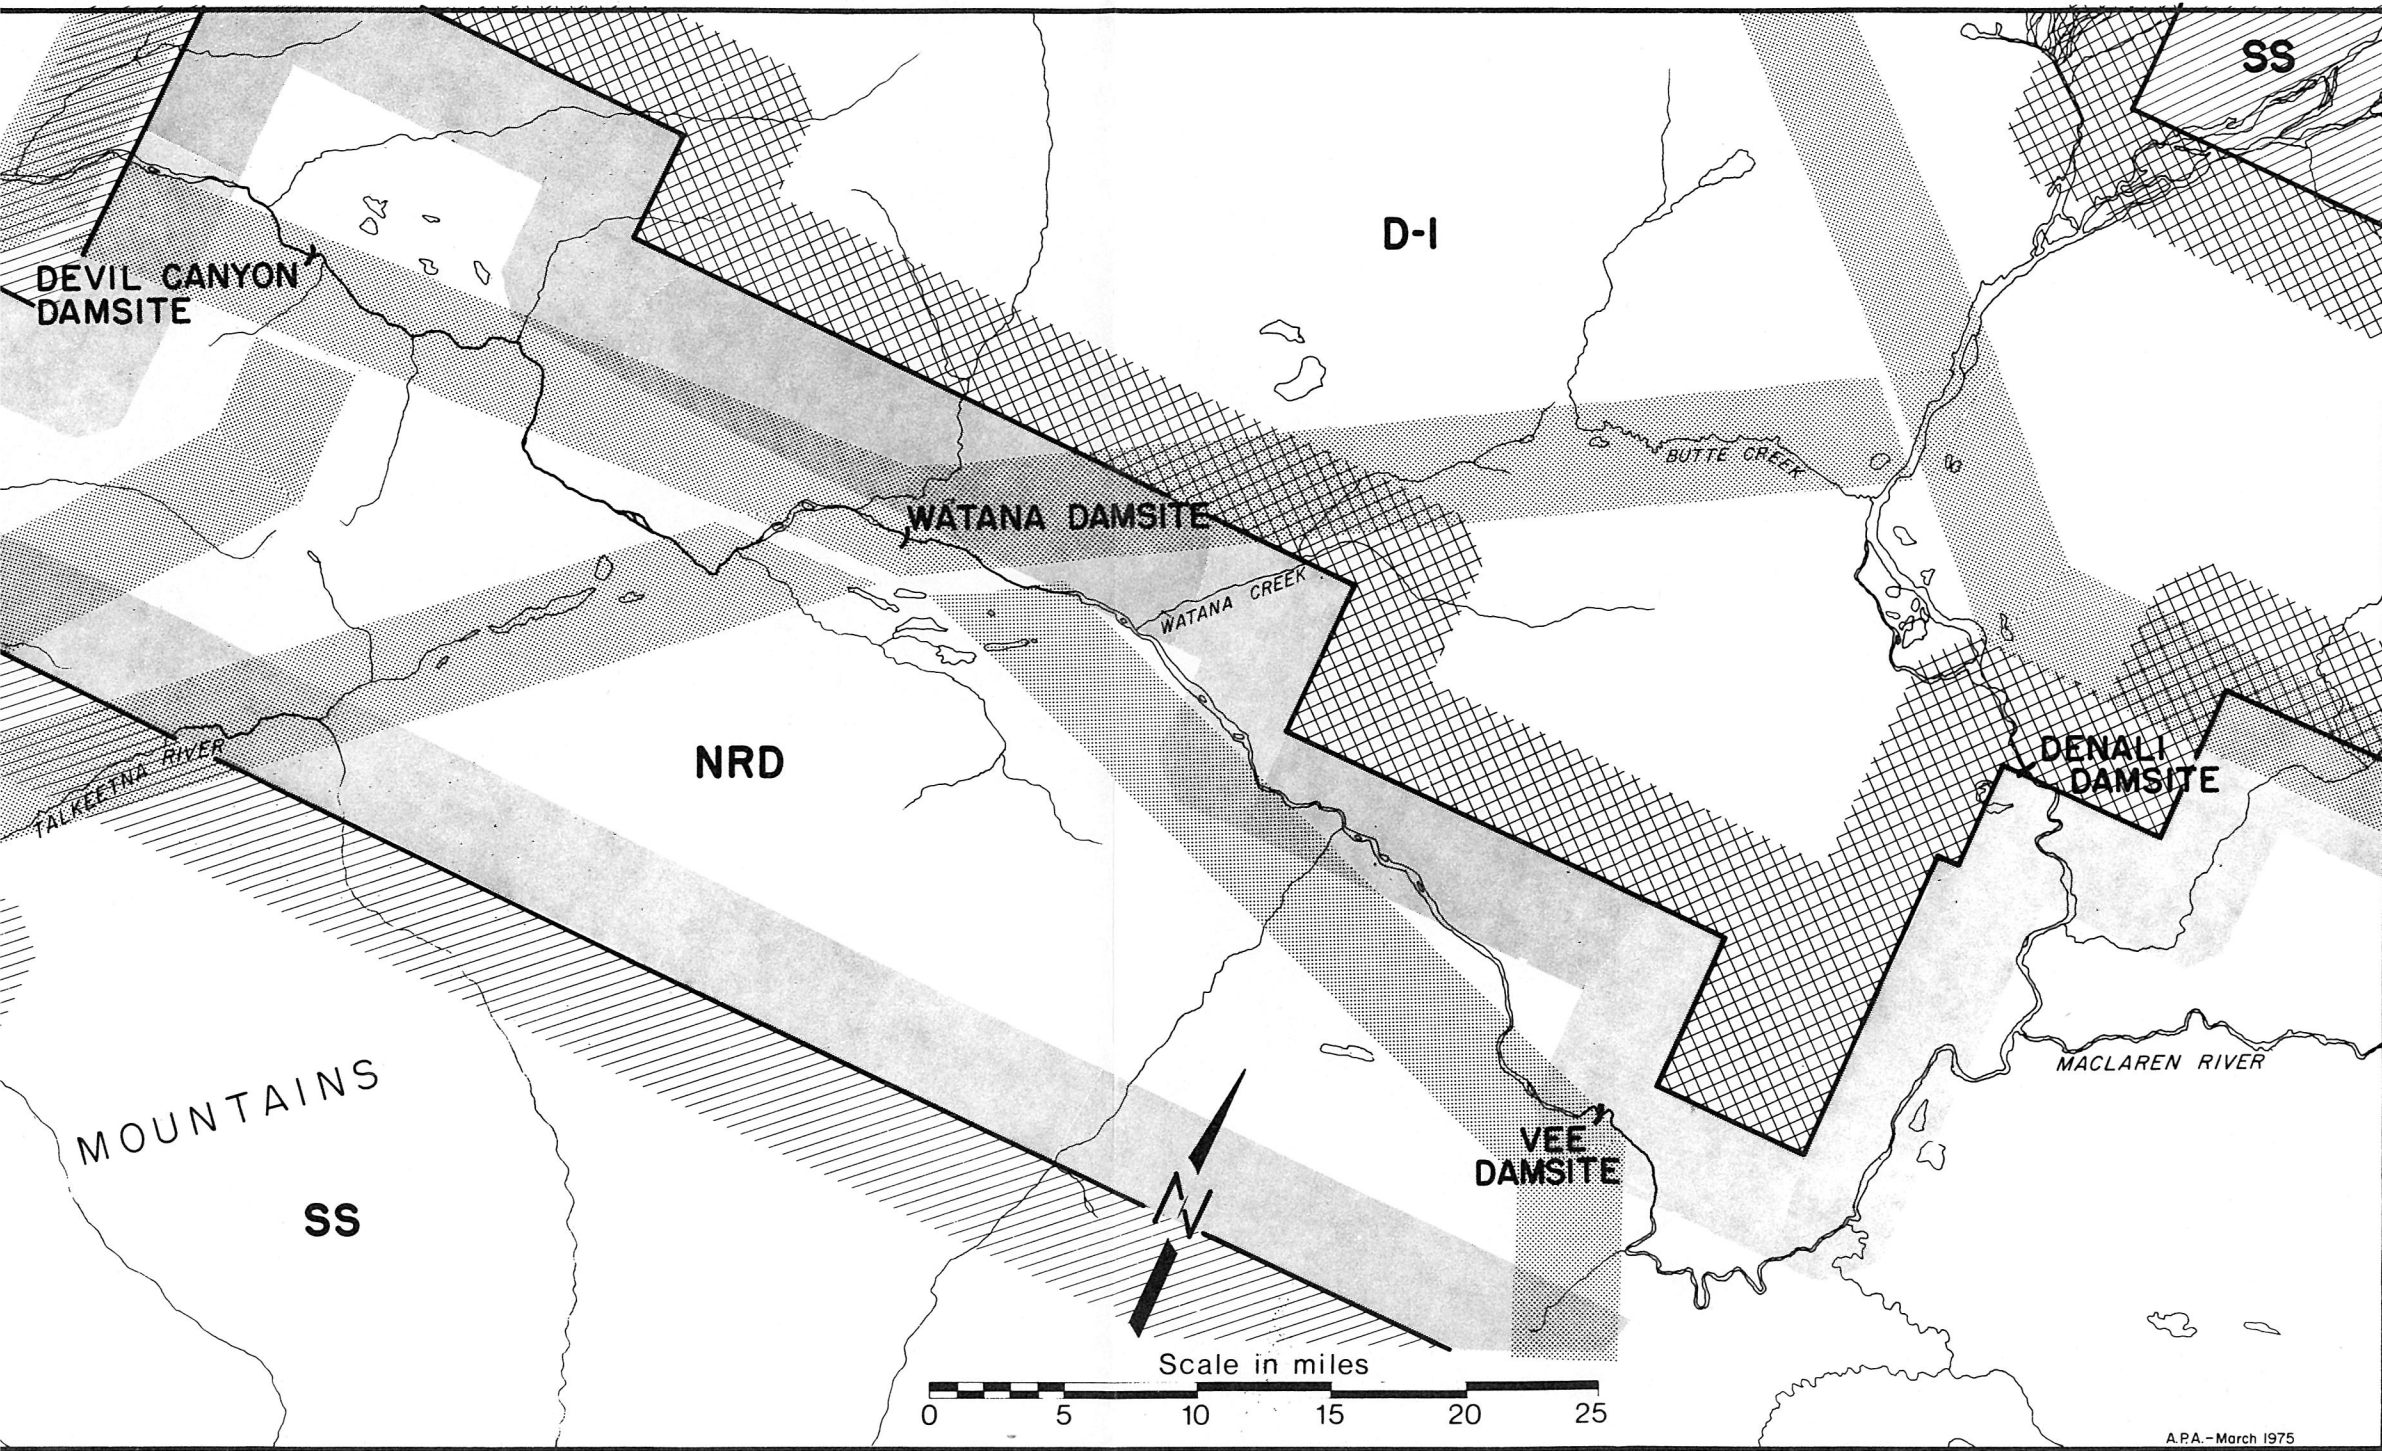 SS
D-1
DEVIL CANYON
DAMSITE
BUTTE CREEK
WATANA DAMSITE
WATANA CREEK
NRD
TALKEETNA RIVER
DENALI
DAMSITE
MACLAREN RIVER
MOUNTAINS
VEE
DAMSITE
SS
N
Scale in miles
0 5 10 15 20 25
A.P.A.-March 1975